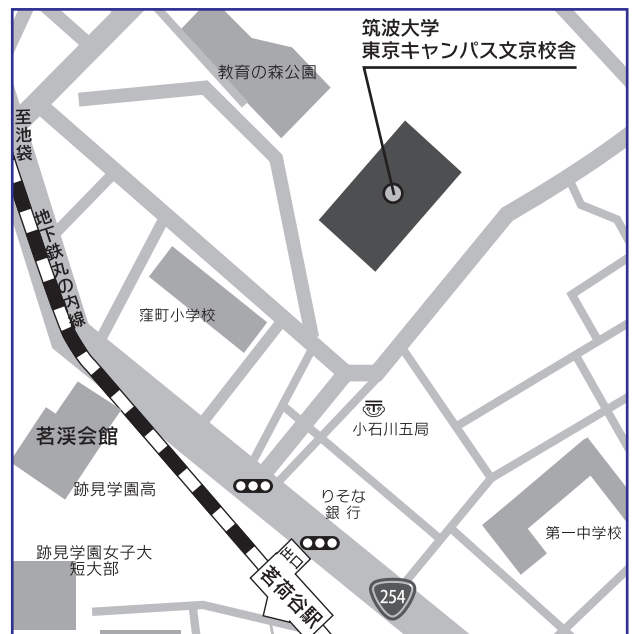 筑波大学
東京キャンパス文京校舎
教育の森公園
至池袋
地下鉄丸の内線
窪町小学校
小石川五局
茗渓会館
跡見学園高
りそな
銀行
第一中学校
跡見学園女子大
短大部
出口
茗荷谷駅
254